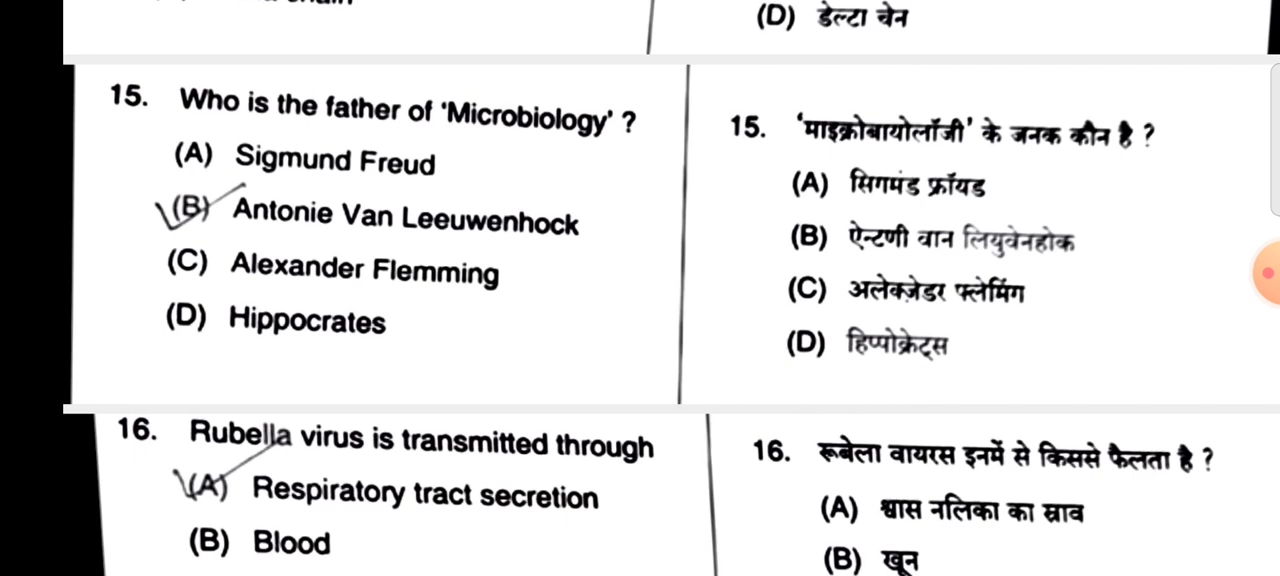 (D) डेल्टा चेन
15. Who is the father of 'Microbiology' ?
(A) Sigmund Freud
(B) Antonie Van Leeuwenhock
(C) Alexander Flemming
(D) Hippocrates
15. 'माइक्रोबायोलॉजी' के जनक कौन है ?
(A) सिगमंड फ्रॉयड
(B) ऐन्टणी वान लियुवेनहोक
(C) अलेक्ज़ेडर फ्लेमिंग
(D) हिप्पोक्रेट्स
16. Rubella virus is transmitted through
(A) Respiratory tract secretion
(B) Blood
16. रूबेला वायरस इनमें से किससे फैलता है ?
(A) श्वास नलिका का स्राव
(B) खून